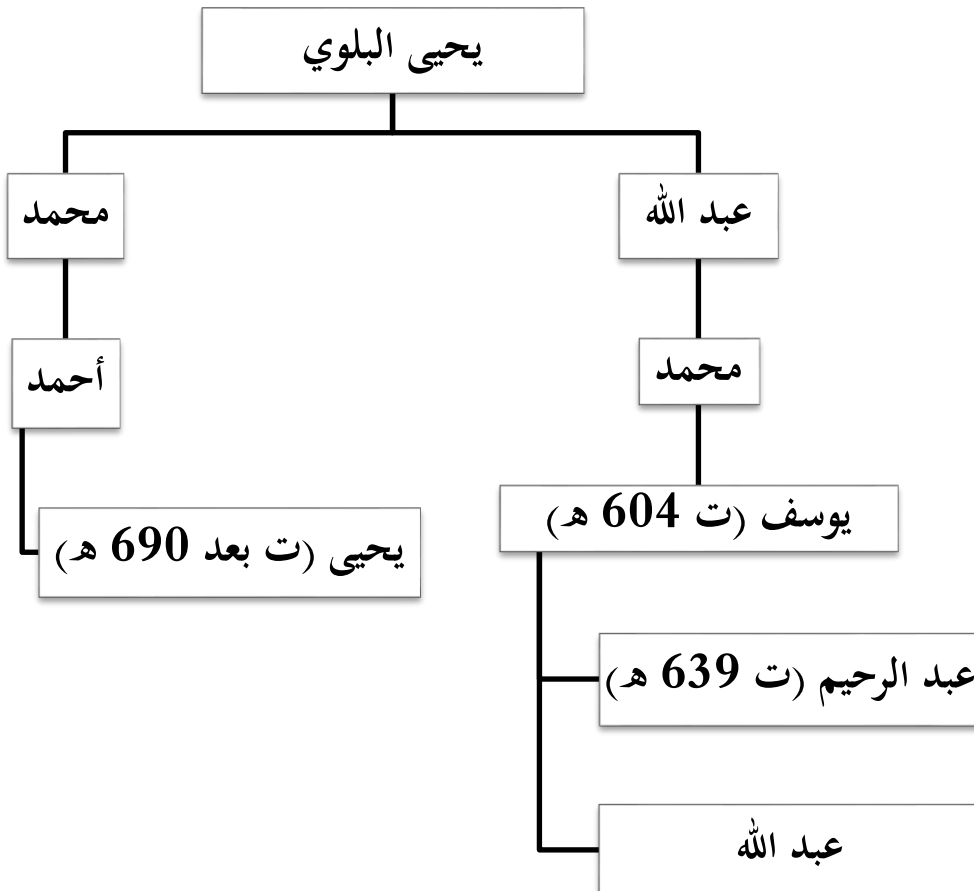 يحيى البلوي
عبد الله
محمد
محمد
أحمد
يوسف (ت 604 هـ)
يحيى (ت بعد 690 هـ)
عبد الرحيم (ت 639 هـ)
عبد الله